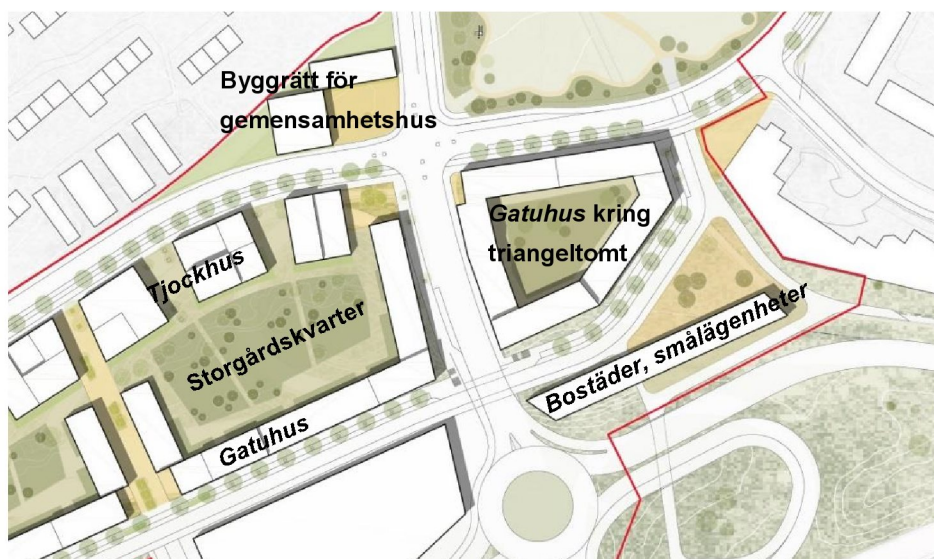 Byggrätt för
gemensamhetshus
Gatuhus kring
triangeltomt
Tjockhus
Storgårdskvarter
Bostäder, smålägenheter
Gatuhus